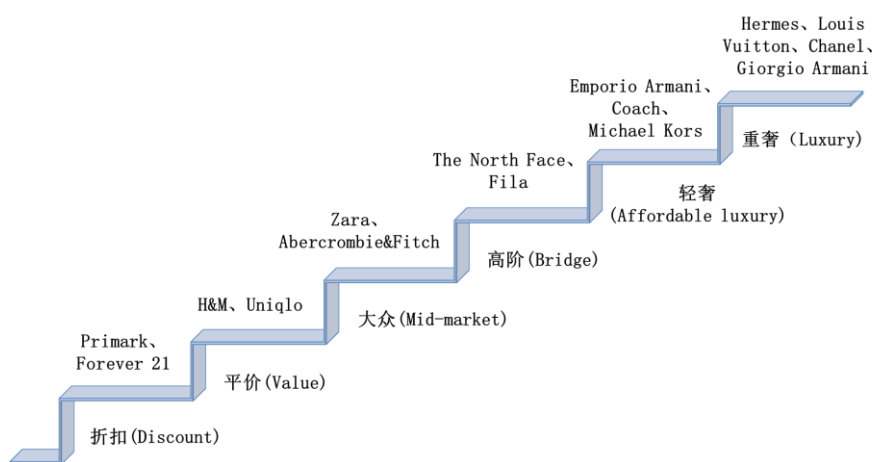 Hermes、Louis
Vuitton、Chanel、
Giorgio Armani
重奢（Luxury)
Emporio Armani、
Coach、
Michael Kors
轻奢
(Affordable luxury)
The North Face、
Fila
高阶(Bridge)
Zara、
Abercrombie&Fitch
大众(Mid-market)
H&M、Uniqlo
平价(Value)
Primark、
Forever 21
折扣(Discount)